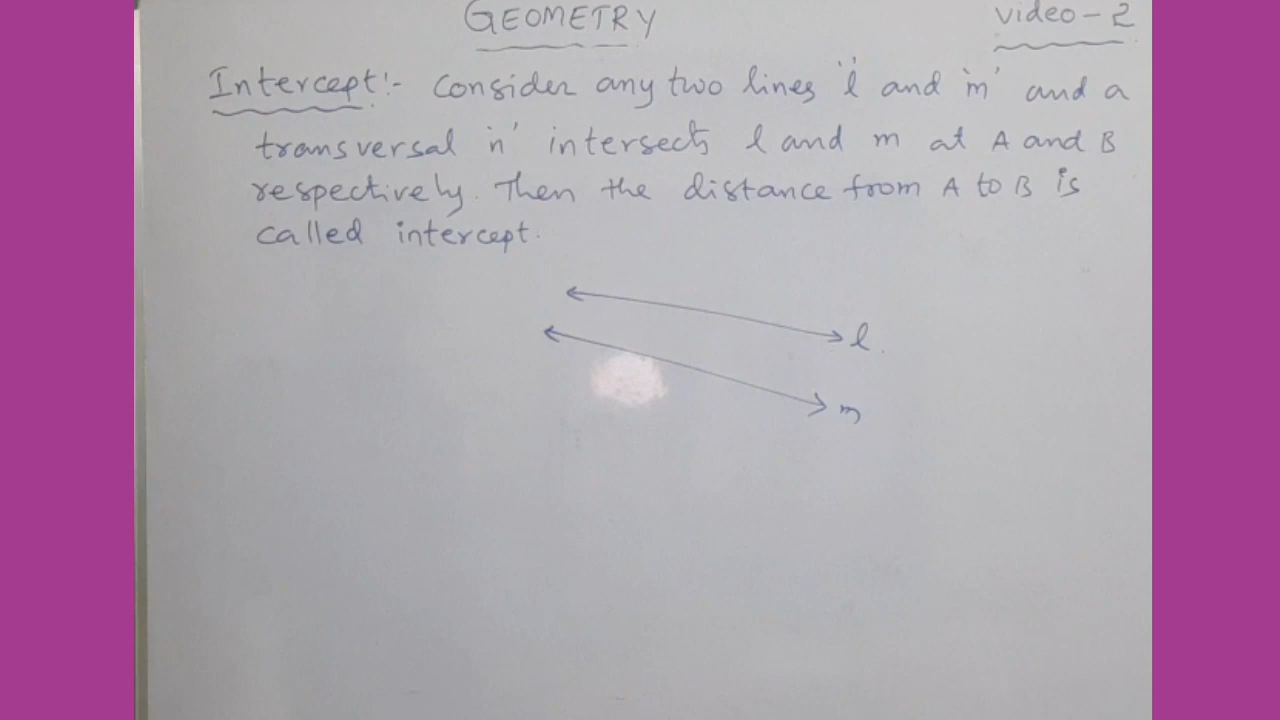 GEOMETRY
video - 2
Intercept:- Consider any two lines 'l' and 'm' and a
transversal 'n' intersects l and m at A and B
respectively. Then the distance from A to B is
called intercept.
l
m